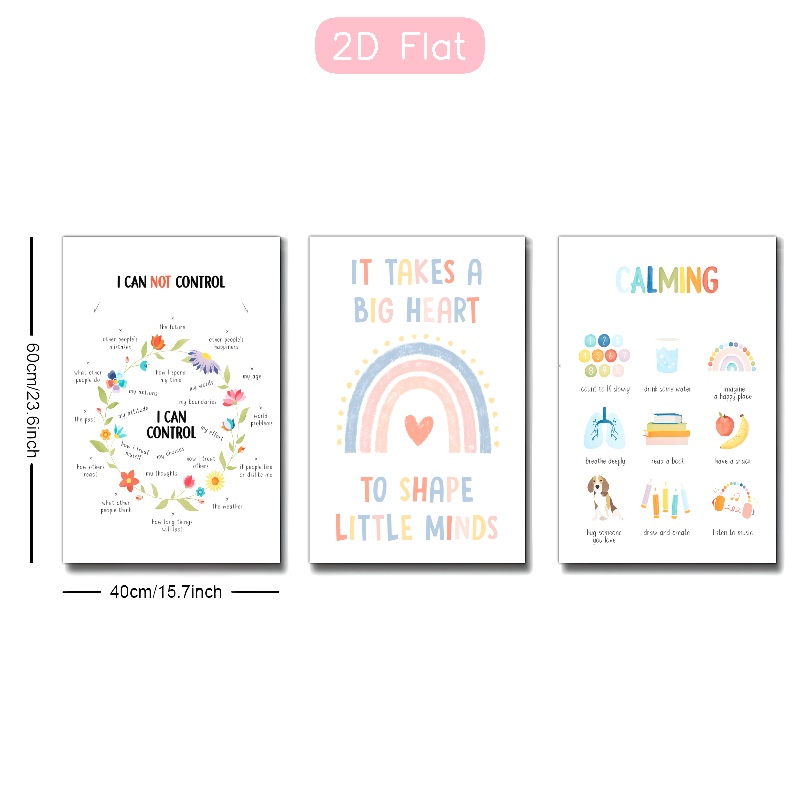 2D Flat
60cm/23.6inch
40cm/15.7inch
I CAN NOT CONTROL
the future
other people's
mistakes
other people's
happiness
what other
people do
how I spend
my time
my words
my age
my actions
my boundaries
the past
my attitude
I CAN
CONTROL
my effort
world
problems
how I treat
myself
my choices
how others
react
my thoughts
how I treat
others
if people like
or dislike me
what other
people think
the weather
how long things
will last
IT TAKES A
BIG HEART
TO SHAPE
LITTLE MINDS
CALMING
count to 10 slowly
drink some water
imagine
a happy place
breathe deeply
read a book
have a snack
hug someone
you love
draw and create
listen to music